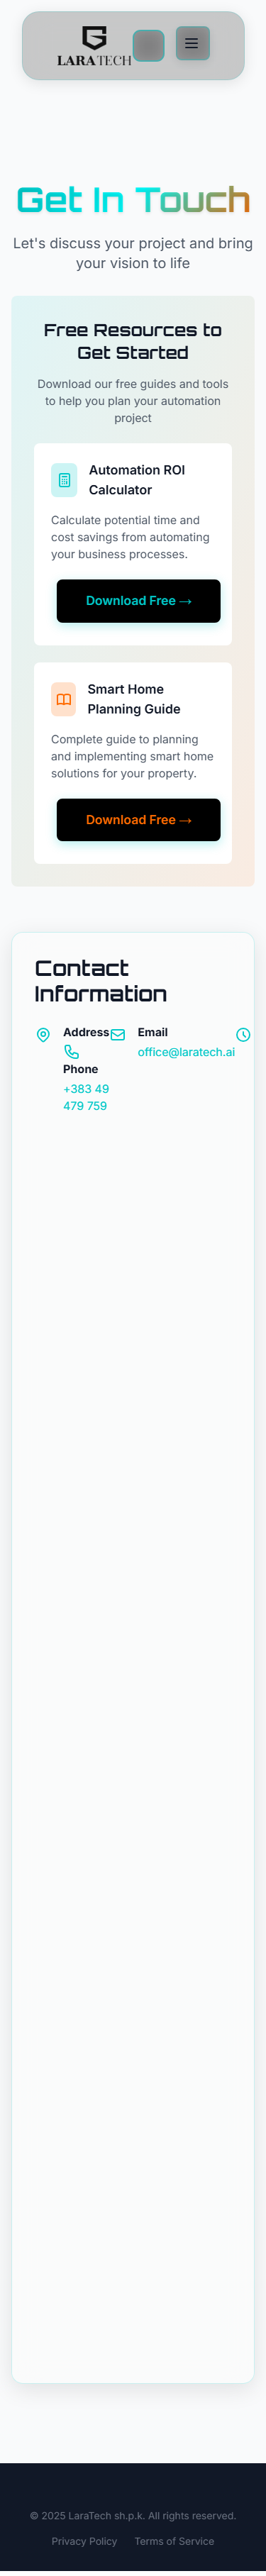 LARATECH
Get In Touch
Let's discuss your project and bring
your vision to life
Free Resources to
Get Started
Download our free guides and tools
to help you plan your automation
project
Automation ROI
Calculator
Calculate potential time and
cost savings from automating
your business processes.
Download Free →
Smart Home
Planning Guide
Complete guide to planning
and implementing smart home
solutions for your property.
Download Free →
Contact
Information
Address
Phone
+383 49
479 759
Email
office@laratech.ai
© 2025 LaraTech sh.p.k. All rights reserved.
Privacy Policy Terms of Service